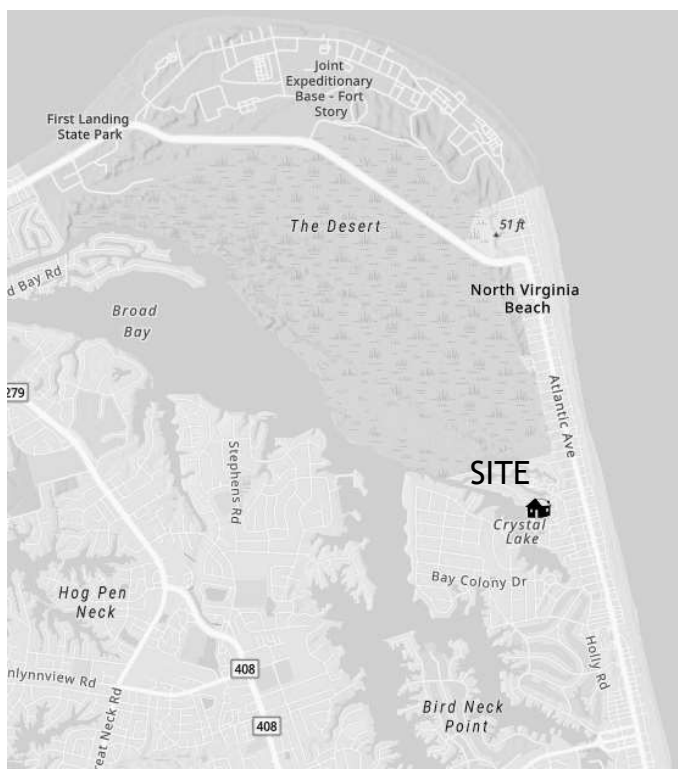 Joint
Expeditionary
Base - Fort
Story
First Landing
State Park
51 ft
The Desert
d Bay Rd
North Virginia
Beach
Broad
Bay
279
Atlantic Ave
Stephens Rd
SITE
Crystal
Lake
Bay Colony Dr
Hog Pen
Neck
Holly Rd
nlynnview Rd
408
reat Neck Rd
Bird Neck
Point
408